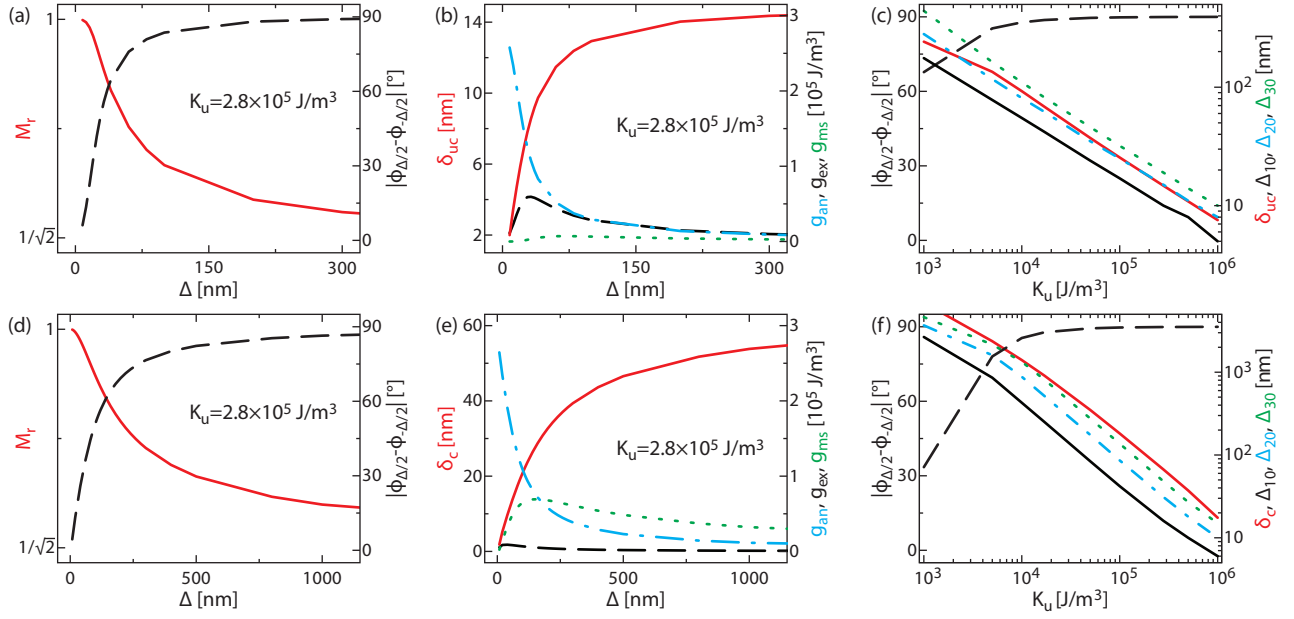 (a)
1
1/√2
M_r
K_u=2.8×10^5 J/m^3
90
60
30
0
|ϕ_Δ/2-ϕ_-Δ/2| [°]
0 150 300
Δ [nm]
(b)
14
12
10
8
6
4
2
δ_uc [nm]
K_u=2.8×10^5 J/m^3
3
2
1
0
g_an, g_ex, g_ms [10^5 J/m^3]
0 150 300
Δ [nm]
(c)
90
60
30
0
|ϕ_Δ/2-ϕ_-Δ/2| [°]
10^2
10
δ_uc, Δ_10, Δ_20, Δ_30 [nm]
10^3 10^4 10^5 10^6
K_u [J/m^3]
(d)
1
1/√2
M_r
K_u=2.8×10^5 J/m^3
90
60
30
0
|ϕ_Δ/2-ϕ_-Δ/2| [°]
0 500 1000
Δ [nm]
(e)
60
40
20
0
δ_c [nm]
K_u=2.8×10^5 J/m^3
3
2
1
0
g_an, g_ex, g_ms [10^5 J/m^3]
0 500 1000
Δ [nm]
(f)
90
60
30
0
|ϕ_Δ/2-ϕ_-Δ/2| [°]
10^3
10^2
10
δ_c, Δ_10, Δ_20, Δ_30 [nm]
10^3 10^4 10^5 10^6
K_u [J/m^3]